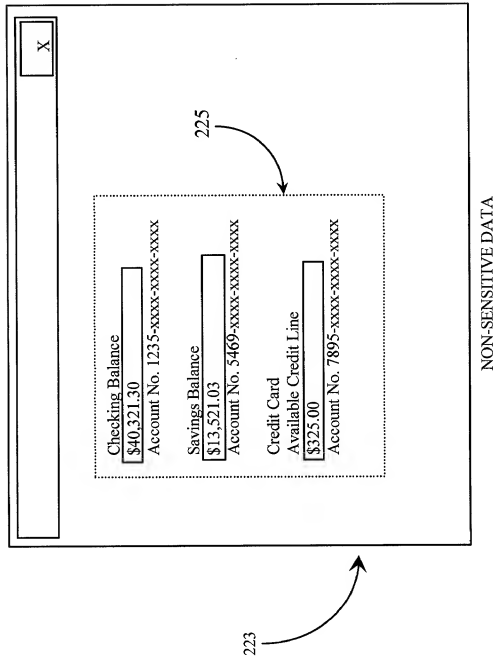 X
Checking Balance
$40,321.30
Account No. 1235-xxxx-xxxx-xxxx
Savings Balance
$13,521.03
Account No. 5469-xxxx-xxxx-xxxx
Credit Card
Available Credit Line
$325.00
Account No. 7895-xxxx-xxxx-xxxx
225
223
NON-SENSITIVE DATA